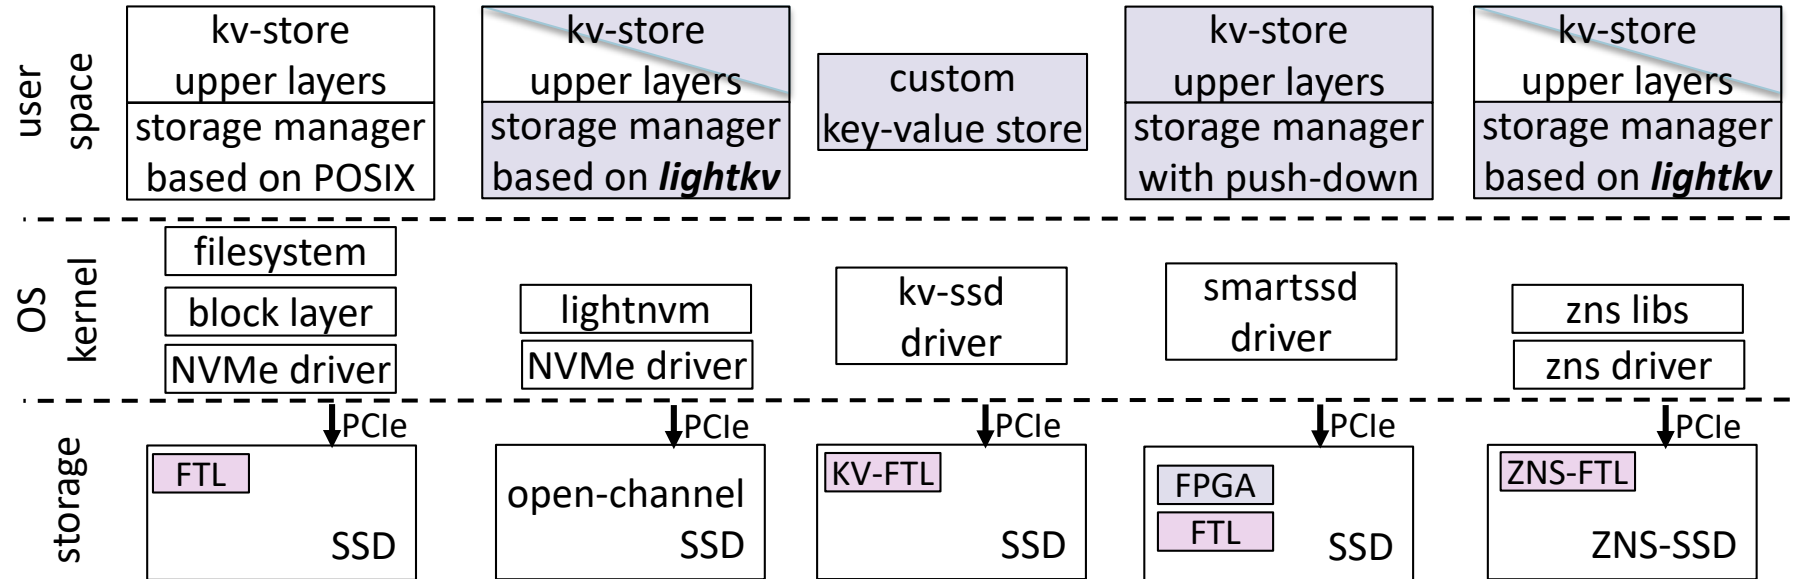 user
space
kv-store
upper layers
storage manager
based on POSIX
kv-store
upper layers
storage manager
based on lightkv
custom
key-value store
kv-store
upper layers
storage manager
with push-down
kv-store
upper layers
storage manager
based on lightkv
OS
kernel
filesystem
block layer
NVMe driver
lightnvm
NVMe driver
kv-ssd
driver
smartssd
driver
zns libs
zns driver
storage
PCIe
FTL
SSD
PCIe
open-channel
SSD
PCIe
KV-FTL
SSD
PCIe
FPGA
FTL
SSD
PCIe
ZNS-FTL
ZNS-SSD